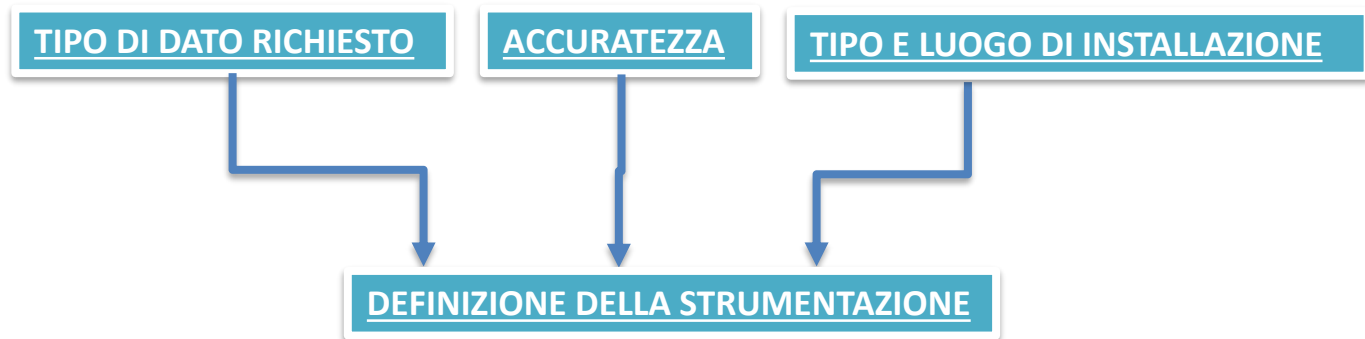 TIPO DI DATO RICHIESTO
ACCURATEZZA
TIPO E LUOGO DI INSTALLAZIONE
DEFINIZIONE DELLA STRUMENTAZIONE